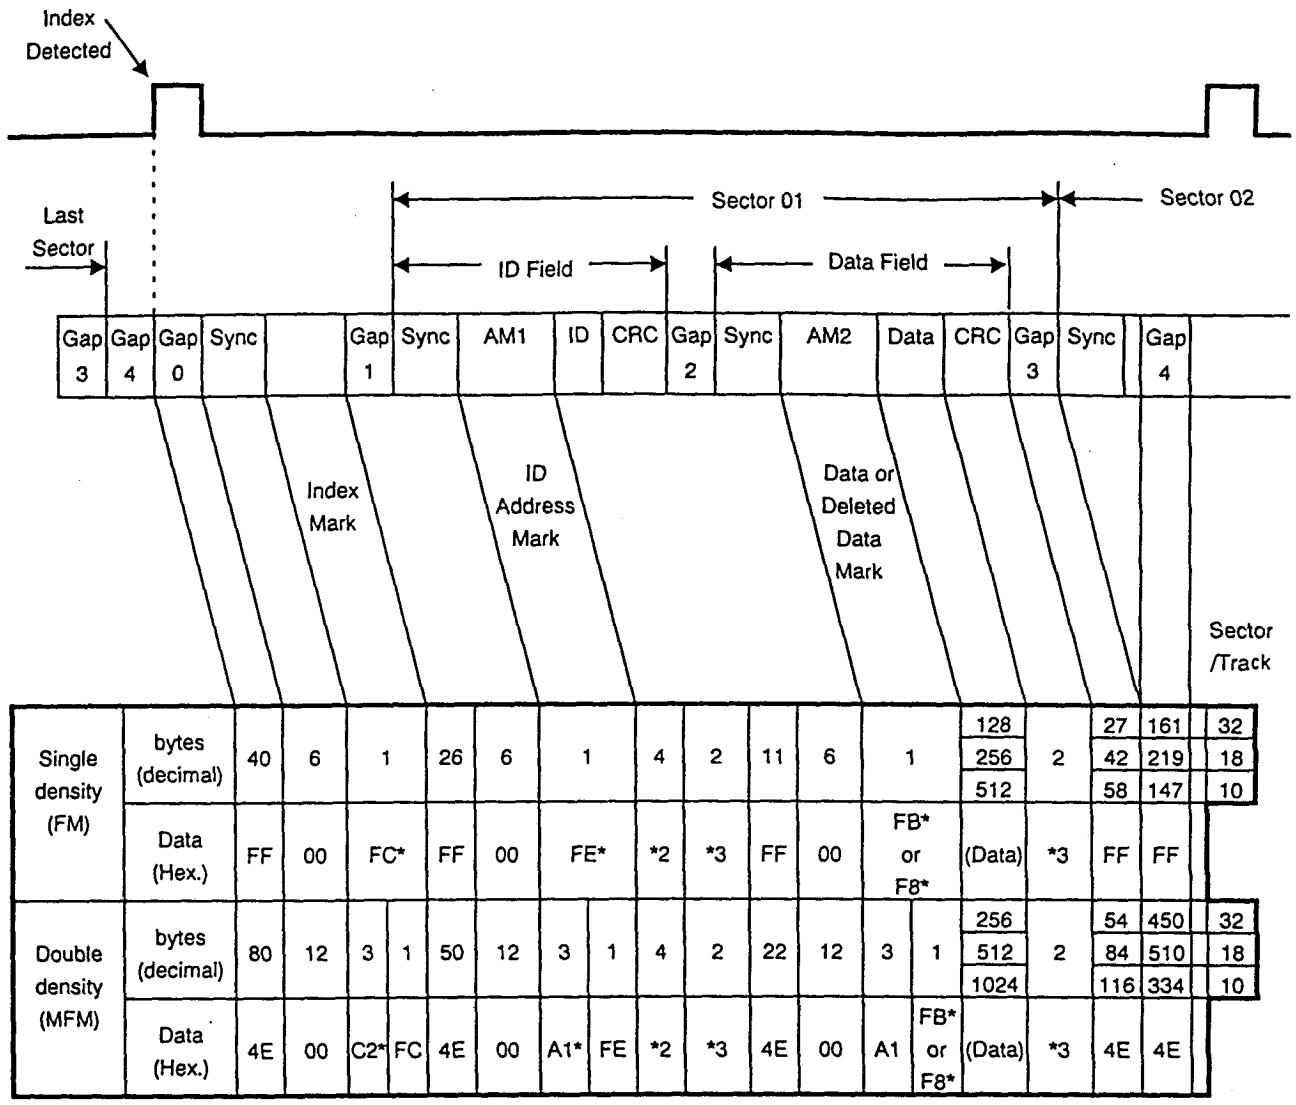 Index
Detected
Last
Sector
Sector 01
Sector 02
ID Field
Data Field
Gap 3
Gap 4
Gap 0
Sync
Gap 1
Sync
AM1
ID
CRC
Gap 2
Sync
AM2
Data
CRC
Gap 3
Sync
Gap 4
Index
Mark
ID
Address
Mark
Data or
Deleted
Data
Mark
Sector
/Track
Single
density
(FM)
bytes
(decimal)
40 6 1 26 6 1 4 2 11 6 1
128
256
512
2
27 161 32
42 219 18
58 147 10
Data
(Hex.)
FF 00 FC* FF 00 FE* *2 *3 FF 00
FB*
or
F8*
(Data) *3 FF FF
Double
density
(MFM)
bytes
(decimal)
80 12 3 1 50 12 3 1 4 2 22 12 3 1
256
512
1024
2
54 450 32
84 510 18
116 334 10
Data
(Hex.)
4E 00 C2* FC 4E 00 A1* FE *2 *3 4E 00 A1
FB*
or
F8*
(Data) *3 4E 4E